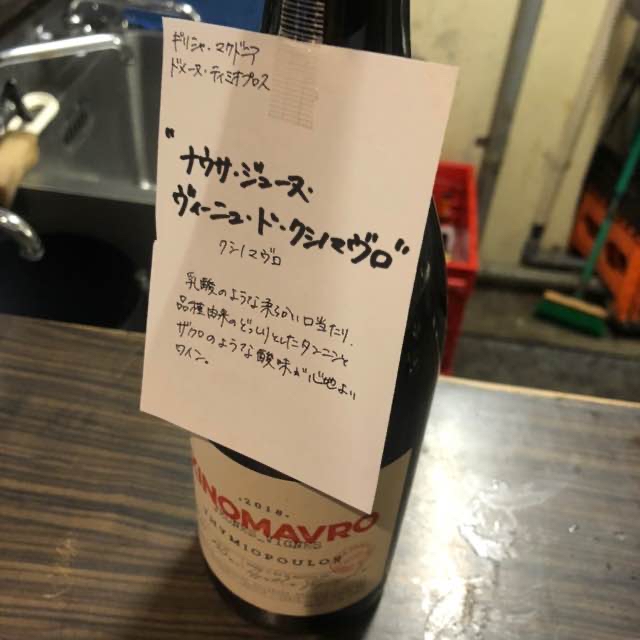 ギリシャ・マケドニア
ドメーヌ・ティミオプロス
"ナウサ・ジューヌ・
ヴィーニュ・ド・クシノマヴロ"
クシノマヴロ
乳酸のような柔らかい口当たり、
品種由来のどっしりとしたタンニンと
ザクロのような酸味が心地よい
ワイン。
·2018·
XINOMAVRO
THYMIOPOULOS